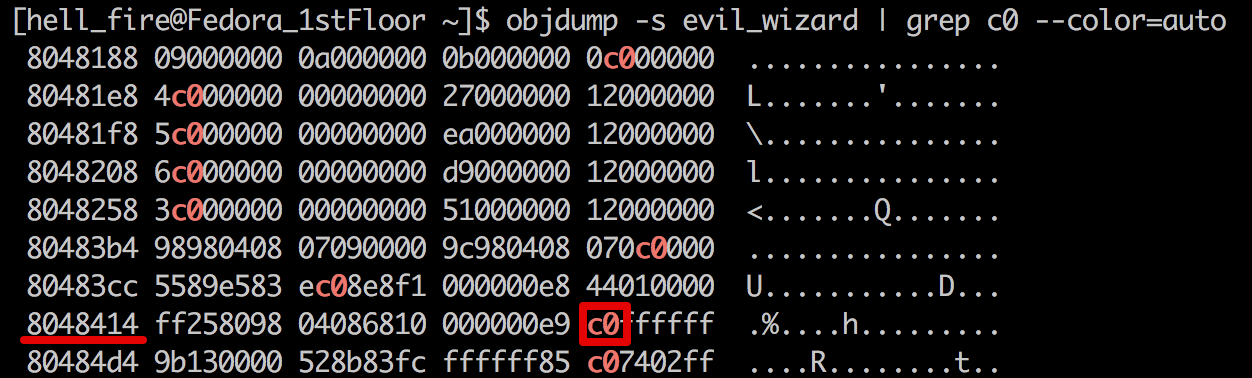 [hell_fire@Fedora_1stFloor ~]$ objdump -s evil_wizard | grep c0 --color=auto
8048188 09000000 0a000000 0b000000 0c000000 ................
80481e8 4c000000 00000000 27000000 12000000 L.......'.......
80481f8 5c000000 00000000 ea000000 12000000 \...............
8048208 6c000000 00000000 d9000000 12000000 l...............
8048258 3c000000 00000000 51000000 12000000 <.......Q.......
80483b4 98980408 07090000 9c980408 070c0000 ................
80483cc 5589e583 ec08e8f1 000000e8 44010000 U...........D...
8048414 ff258098 04086810 000000e9 c0ffffff .%....h.........
80484d4 9b130000 528b83fc ffffff85 c07402ff ....R........t..